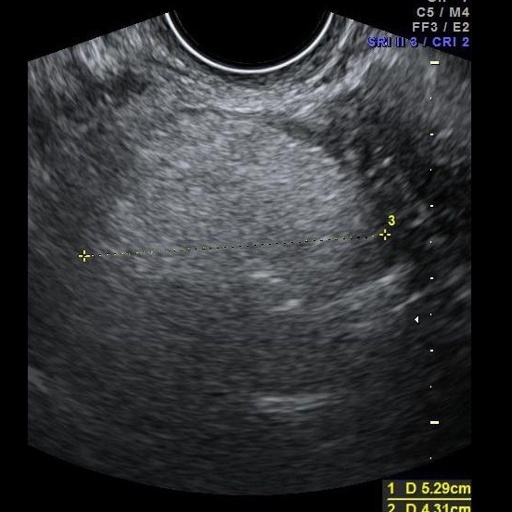 C5 / M4
FF3 / E2
SRI II 3 / CRI 2
3
1 D 5.29cm
2 D 4.31cm